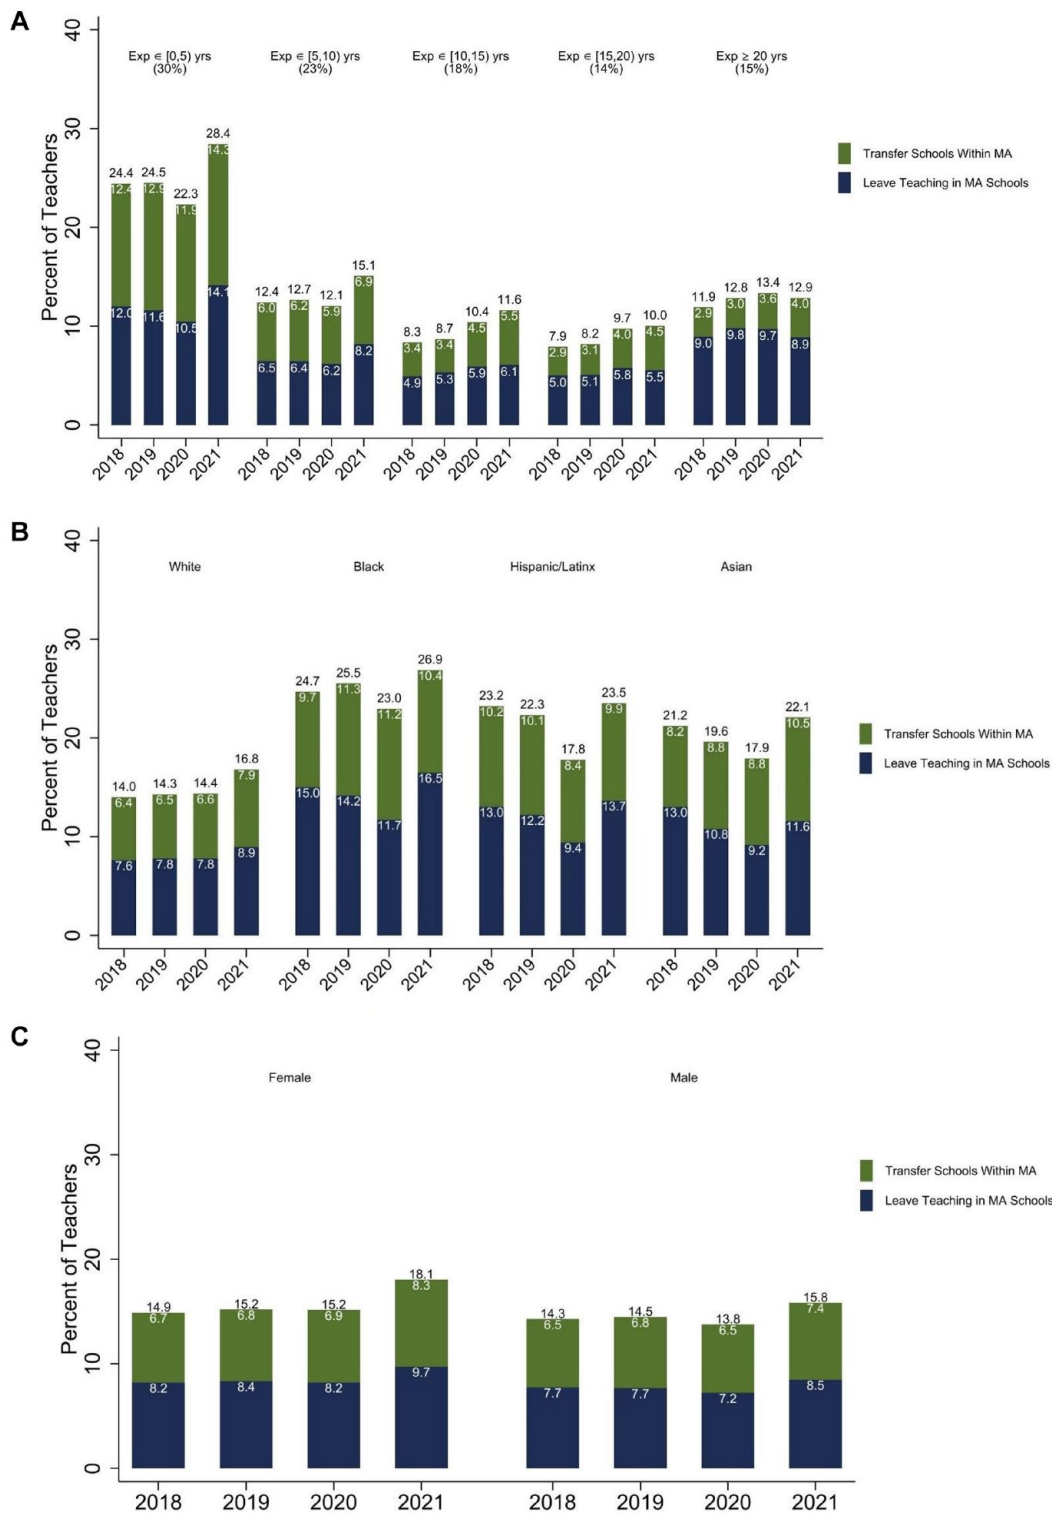 A
Exp ∈ [0,5) yrs
(30%)
Exp ∈ [5,10) yrs
(23%)
Exp ∈ [10,15) yrs
(18%)
Exp ∈ [15,20) yrs
(14%)
Exp ≥ 20 yrs
(15%)
Percent of Teachers
40
30
20
10
0
24.4 24.5 22.3 28.4
12.4 12.9 11.9 14.3
12.0 11.6 10.5 14.1
12.4 12.7 12.1 15.1
6.0 6.2 5.9 6.9
6.5 6.4 6.2 8.2
8.3 8.7 10.4 11.6
3.4 3.4 4.5 5.5
4.9 5.3 5.9 6.1
7.9 8.2 9.7 10.0
2.9 3.1 4.0 4.5
5.0 5.1 5.8 5.5
11.9 12.8 13.4 12.9
2.9 3.0 3.6 4.0
9.0 9.8 9.7 8.9
2018 2019 2020 2021 2018 2019 2020 2021 2018 2019 2020 2021 2018 2019 2020 2021 2018 2019 2020 2021
Transfer Schools Within MA
Leave Teaching in MA Schools
B
White
Black
Hispanic/Latinx
Asian
Percent of Teachers
40
30
20
10
0
14.0 14.3 14.4 16.8
6.4 6.5 6.6 7.9
7.6 7.8 7.8 8.9
24.7 25.5 23.0 26.9
9.7 11.3 11.2 10.4
15.0 14.2 11.7 16.5
23.2 22.3 17.8 23.5
10.2 10.1 8.4 9.9
13.0 12.2 9.4 13.7
21.2 19.6 17.9 22.1
8.2 8.8 8.8 10.5
13.0 10.8 9.2 11.6
2018 2019 2020 2021 2018 2019 2020 2021 2018 2019 2020 2021 2018 2019 2020 2021
Transfer Schools Within MA
Leave Teaching in MA Schools
C
Female
Male
Percent of Teachers
40
30
20
10
0
14.9 15.2 15.2 18.1
6.7 6.8 6.9 8.3
8.2 8.4 8.2 9.7
14.3 14.5 13.8 15.8
6.5 6.8 6.5 7.4
7.7 7.7 7.2 8.5
2018 2019 2020 2021 2018 2019 2020 2021
Transfer Schools Within MA
Leave Teaching in MA Schools